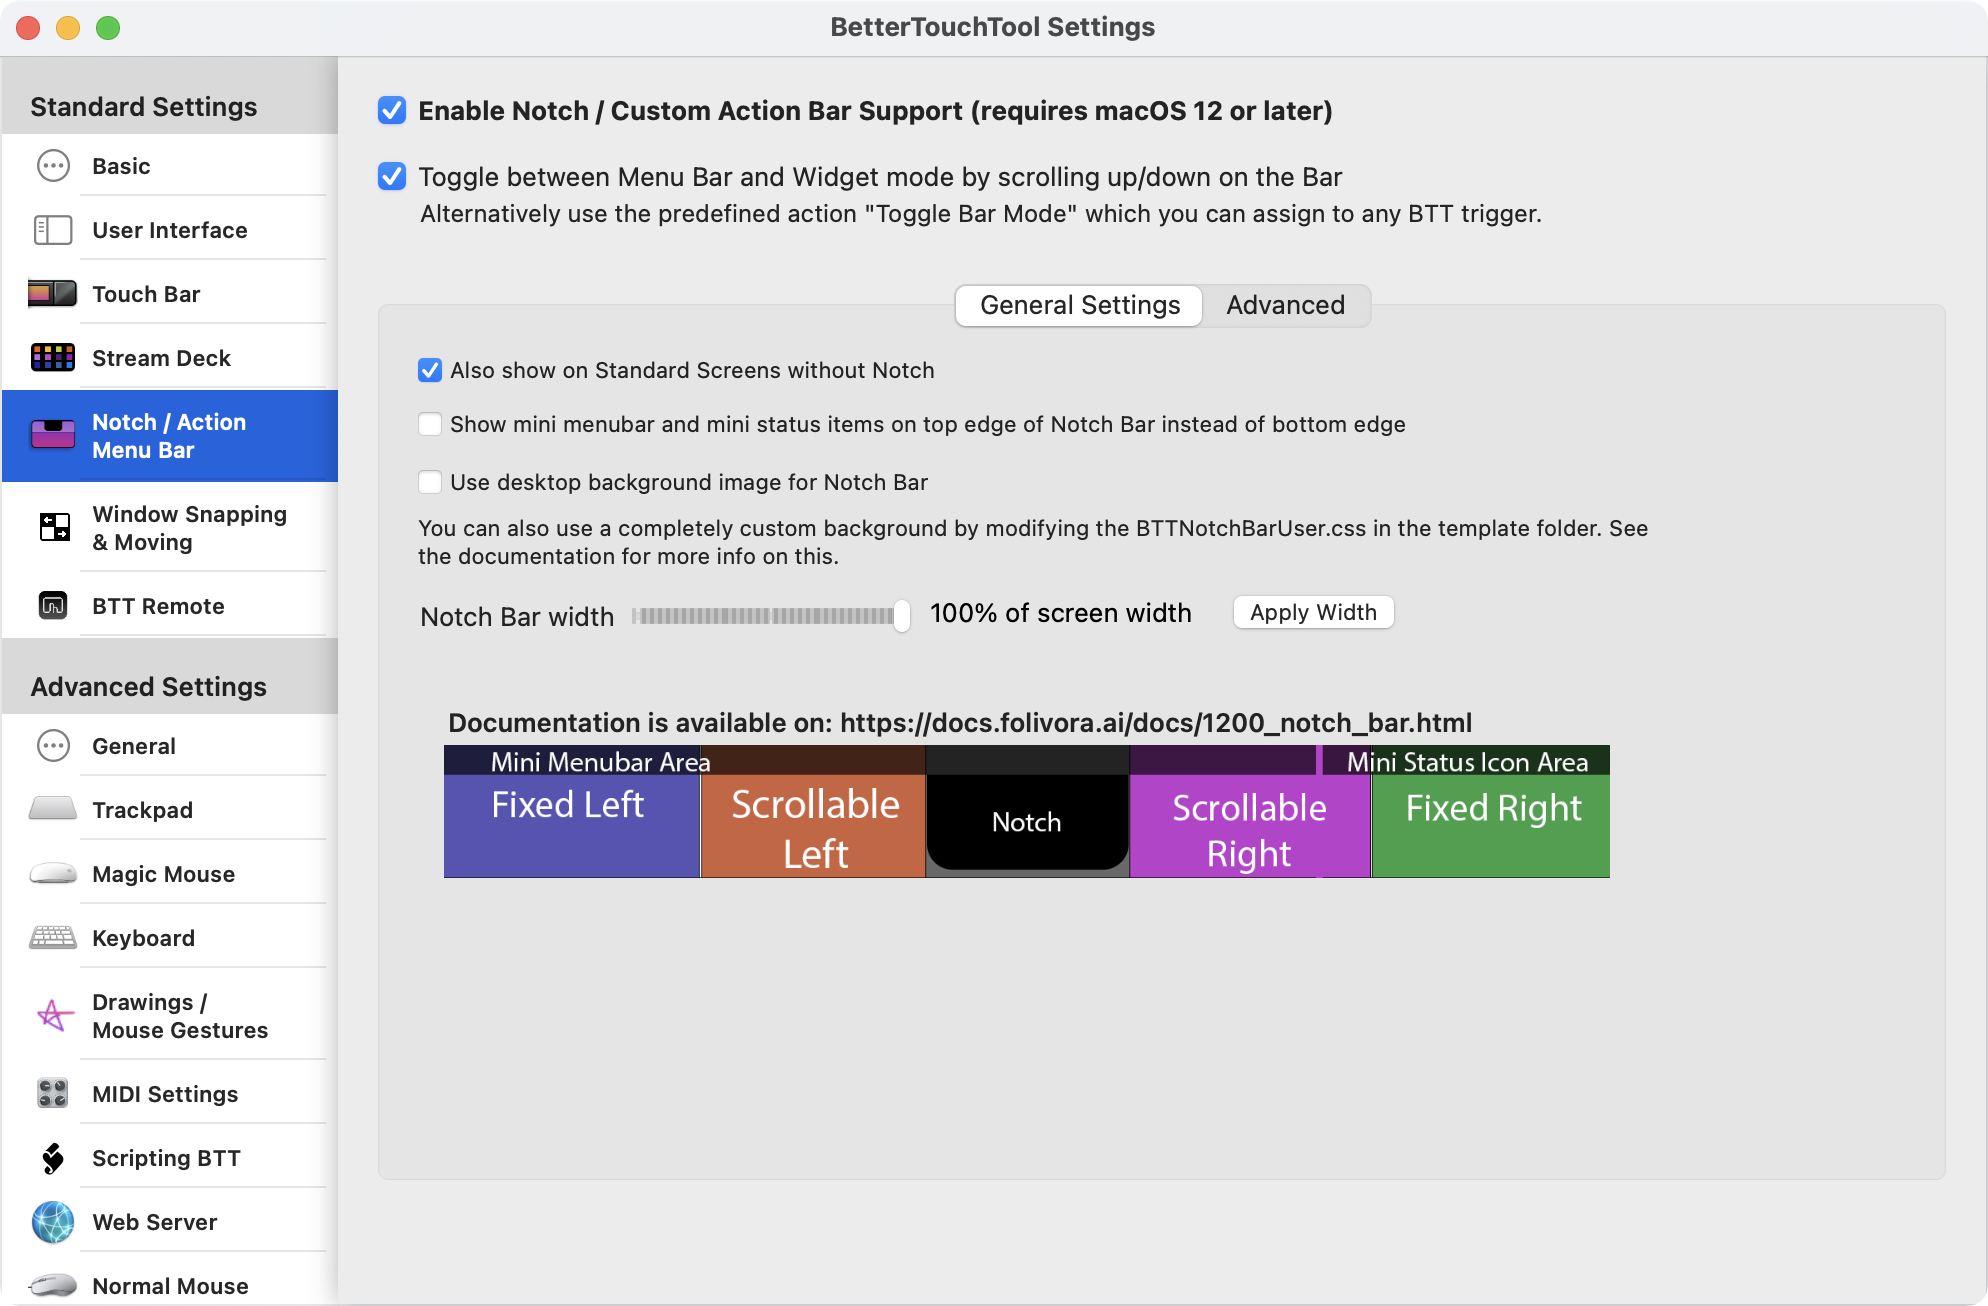 BetterTouchTool Settings
Standard Settings
Basic
User Interface
Touch Bar
Stream Deck
Notch / Action
Menu Bar
Window Snapping
& Moving
BTT Remote
Advanced Settings
General
Trackpad
Magic Mouse
Keyboard
Drawings /
Mouse Gestures
MIDI Settings
Scripting BTT
Web Server
Normal Mouse
Enable Notch / Custom Action Bar Support (requires macOS 12 or later)
Toggle between Menu Bar and Widget mode by scrolling up/down on the Bar
Alternatively use the predefined action "Toggle Bar Mode" which you can assign to any BTT trigger.
General Settings
Advanced
Also show on Standard Screens without Notch
Show mini menubar and mini status items on top edge of Notch Bar instead of bottom edge
Use desktop background image for Notch Bar
You can also use a completely custom background by modifying the BTTNotchBarUser.css in the template folder. See
the documentation for more info on this.
Notch Bar width
100% of screen width
Apply Width
Documentation is available on: https://docs.folivora.ai/docs/1200_notch_bar.html
Mini Menubar Area
Mini Status Icon Area
Fixed Left
Scrollable
Left
Notch
Scrollable
Right
Fixed Right